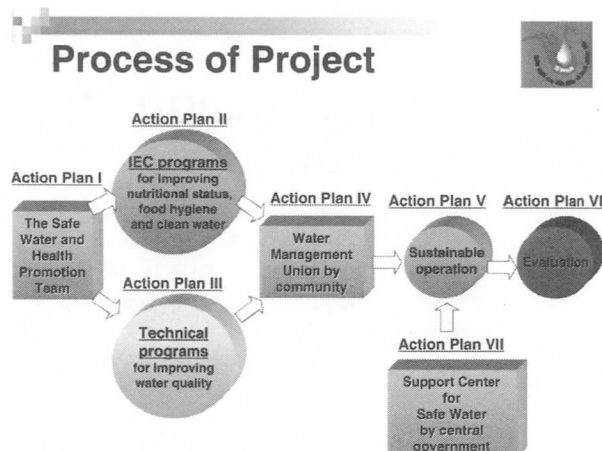 Process of Project
Action Plan I
The Safe
Water and
Health
Promotion
Team
Action Plan II
IEC programs
for improving
nutritional status,
food hygiene
and clean water
Action Plan III
Technical
programs
for improving
water quality
Action Plan IV
Water
Management
Union by
community
Action Plan V
Sustainable
operation
Action Plan VI
Evaluation
Action Plan VII
Support Center
for
Safe Water
by central
government